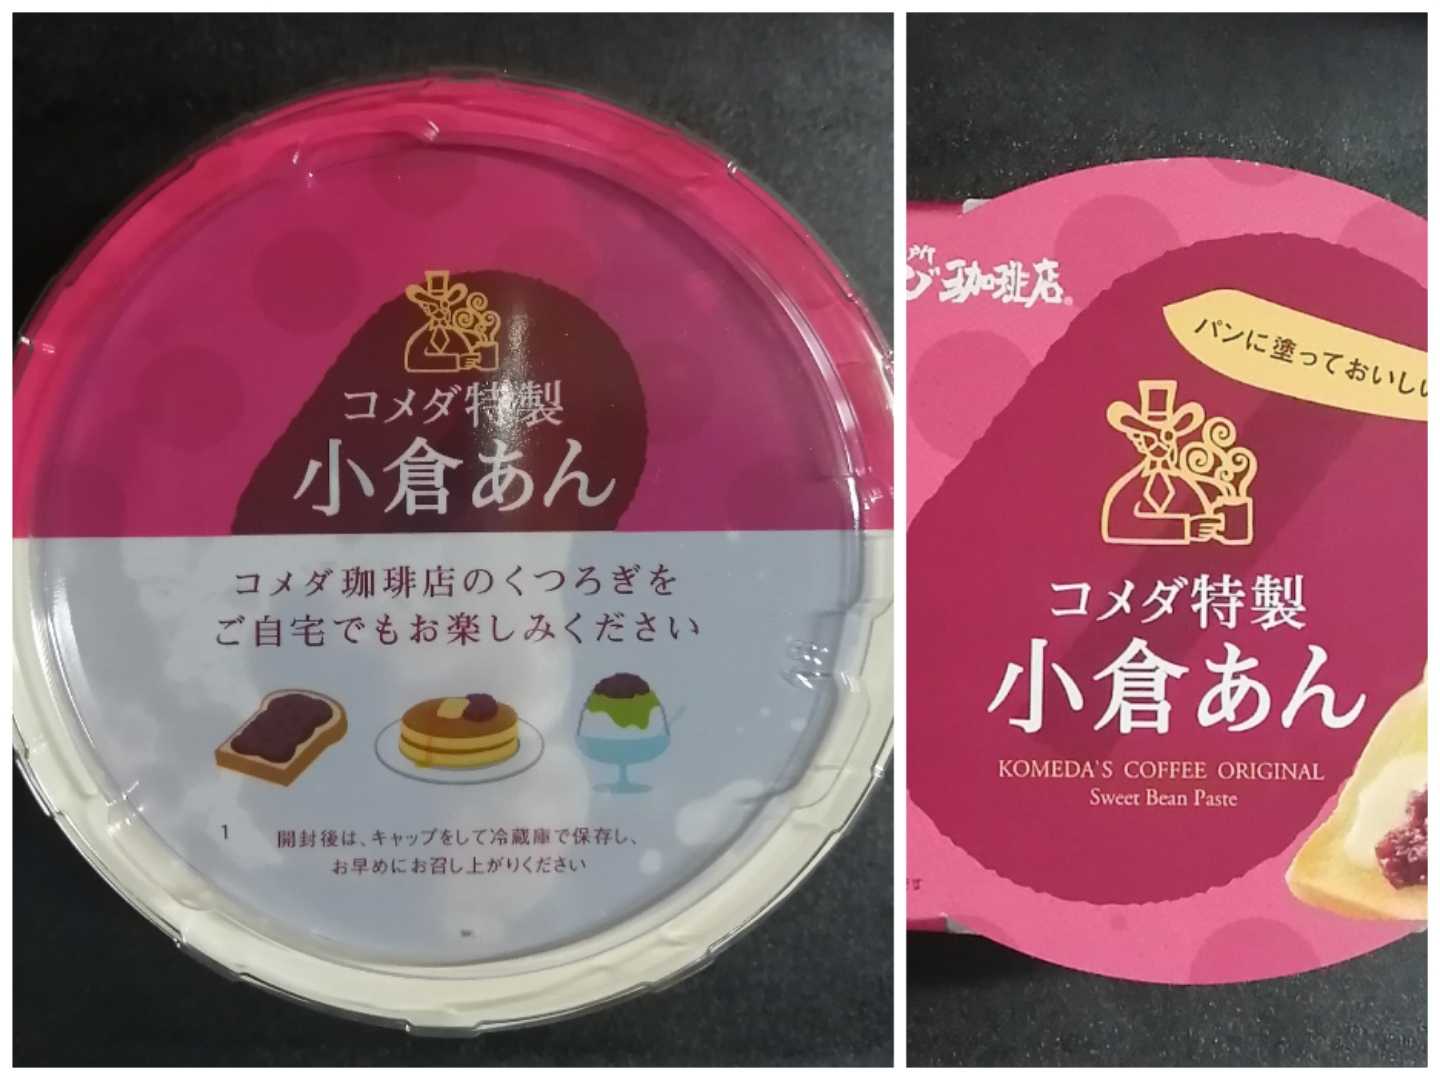 コメダ特製
小倉あん
コメダ珈琲店のくつろぎを
ご自宅でもお楽しみください
1
開封後は、キャップをして冷蔵庫で保存し、
お早めにお召し上がりください
珈琲店
パンに塗っておいしい
コメダ特製
小倉あん
KOMEDA'S COFFEE ORIGINAL
Sweet Bean Paste